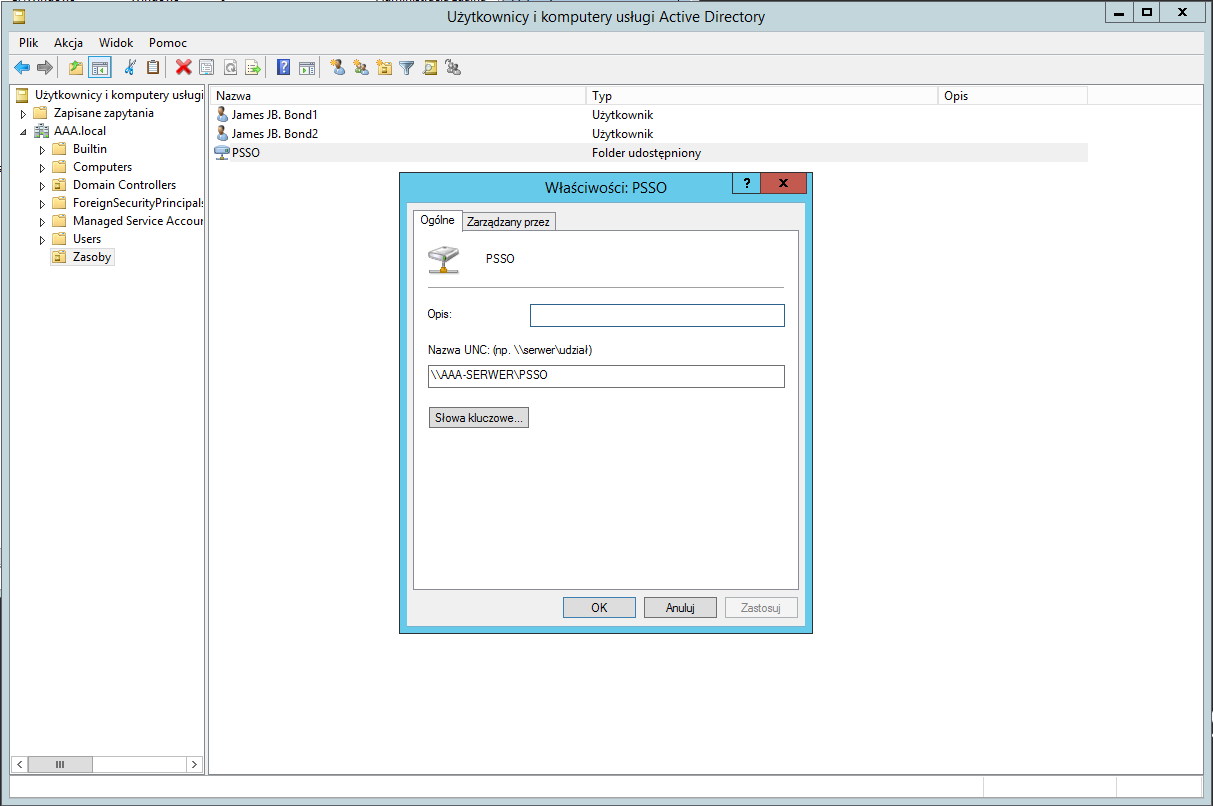 Użytkownicy i komputery usługi Active Directory
Plik Akcja Widok Pomoc
Użytkownicy i komputery usługi
Zapisane zapytania
AAA.local
Builtin
Computers
Domain Controllers
ForeignSecurityPrincipals
Managed Service Accour
Users
Zasoby
Nazwa Typ Opis
James JB. Bond1 Użytkownik
James JB. Bond2 Użytkownik
PSSO Folder udostępniony
Właściwości: PSSO
Ogólne Zarządzany przez
PSSO
Opis:
Nazwa UNC: (np. \\serwer\udział)
\\AAA-SERWER\PSSO
Słowa kluczowe...
OK Anuluj Zastosuj